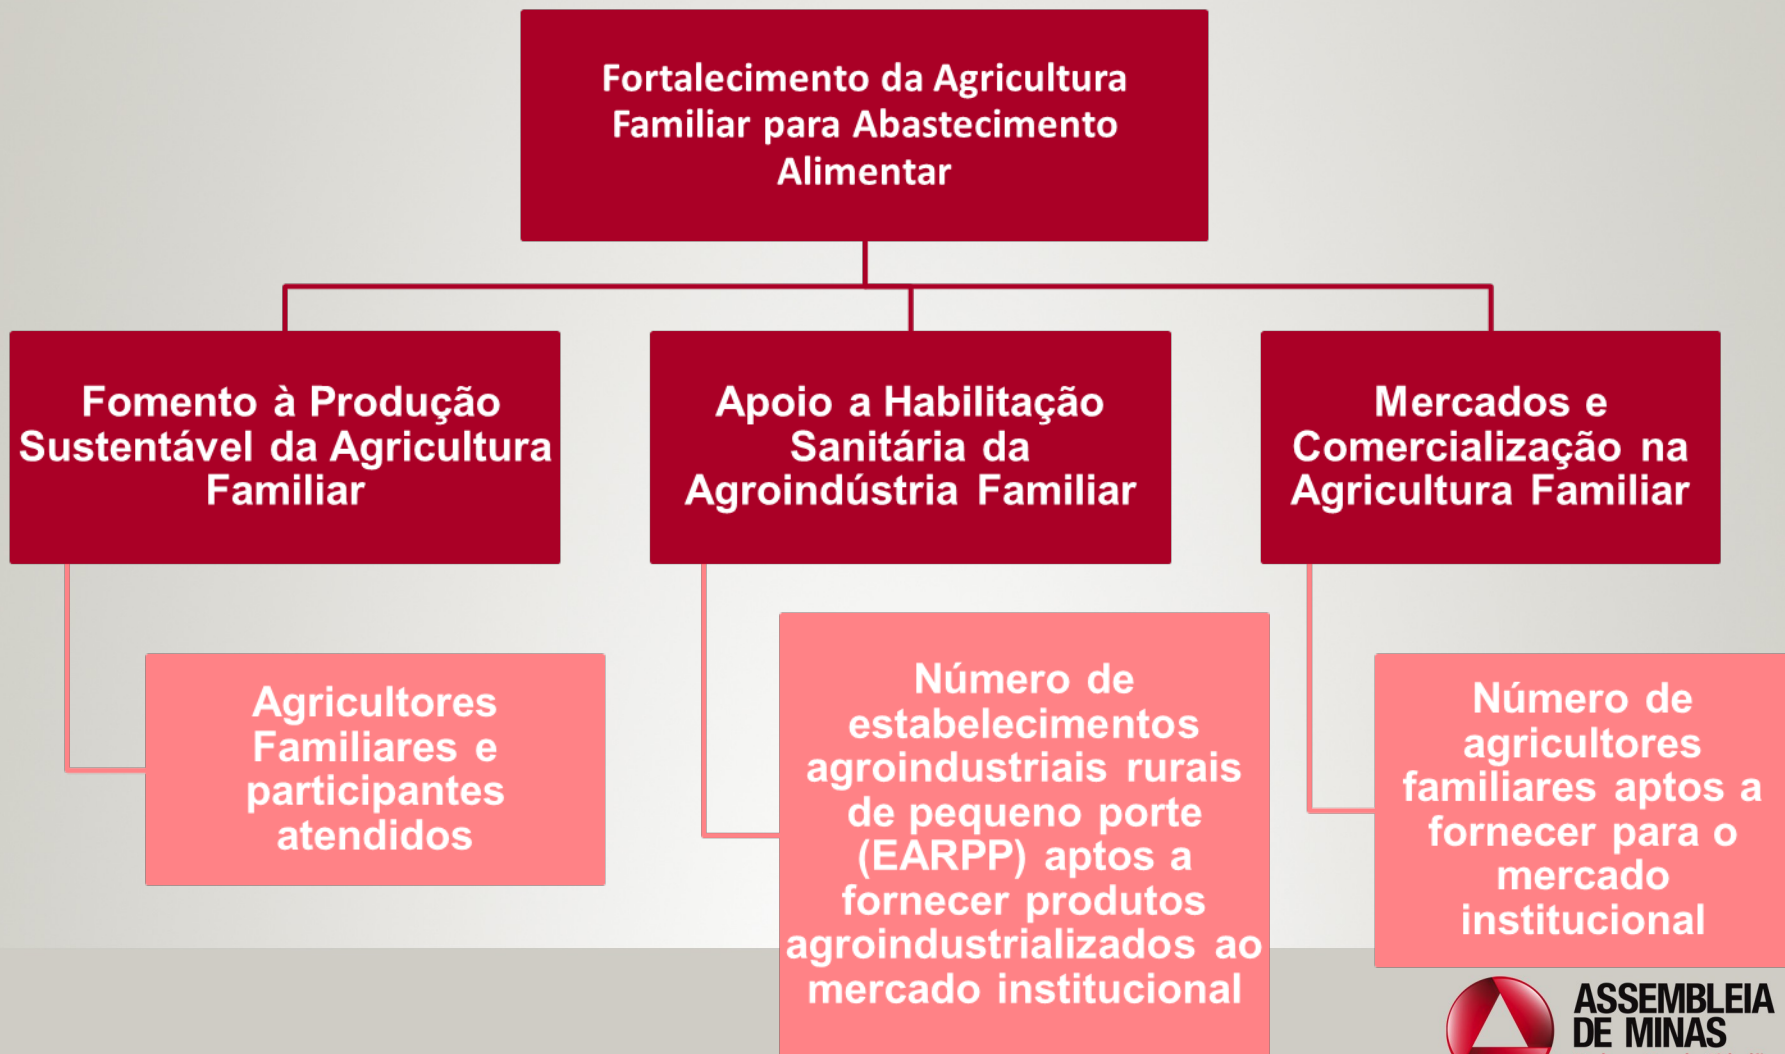 Fortalecimento da Agricultura
Familiar para Abastecimento
Alimentar
Fomento à Produção
Sustentável da Agricultura
Familiar
Apoio a Habilitação
Sanitária da
Agroindústria Familiar
Mercados e
Comercialização na
Agricultura Familiar
Agricultores
Familiares e
participantes
atendidos
Número de
estabelecimentos
agroindustriais rurais
de pequeno porte
(EARPP) aptos a
fornecer produtos
agroindustrializados ao
mercado institucional
Número de
agricultores
familiares aptos a
fornecer para o
mercado
institucional
ASSEMBLEIA
DE MINAS